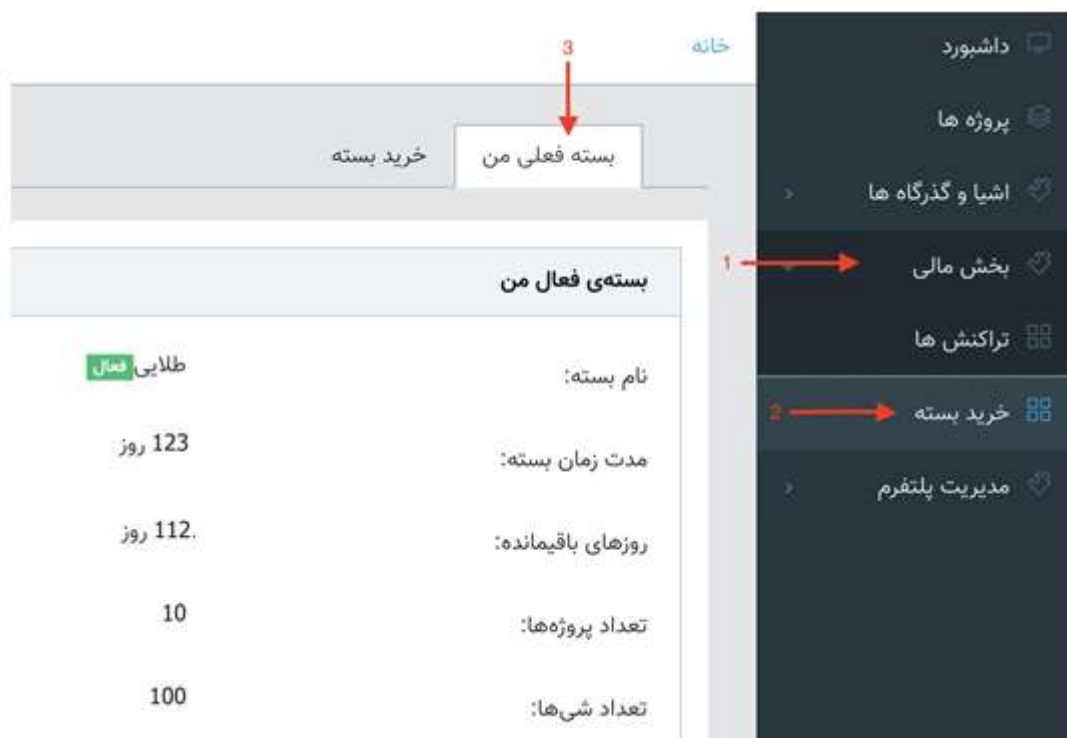 داشبورد
پروژه ها
اشیا و گذرگاه ها
بخش مالی
1
تراکنش ها
خرید بسته
2
مدیریت پلتفرم
خانه
3
بسته فعلی من
خرید بسته
بسته‌ی فعال من
نام بسته: طلایی فعال
مدت زمان بسته: 123 روز
روزهای باقیمانده: .112 روز
تعداد پروژه‌ها: 10
تعداد شی‌ها: 100